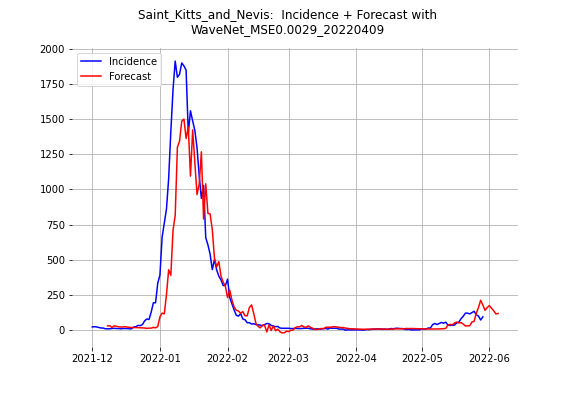 Saint_Kitts_and_Nevis:  Incidence + Forecast with
WaveNet_MSE0.0029_20220409
Incidence
Forecast
2000
1750
1500
1250
1000
750
500
250
0
2021-12 2022-01 2022-02 2022-03 2022-04 2022-05 2022-06